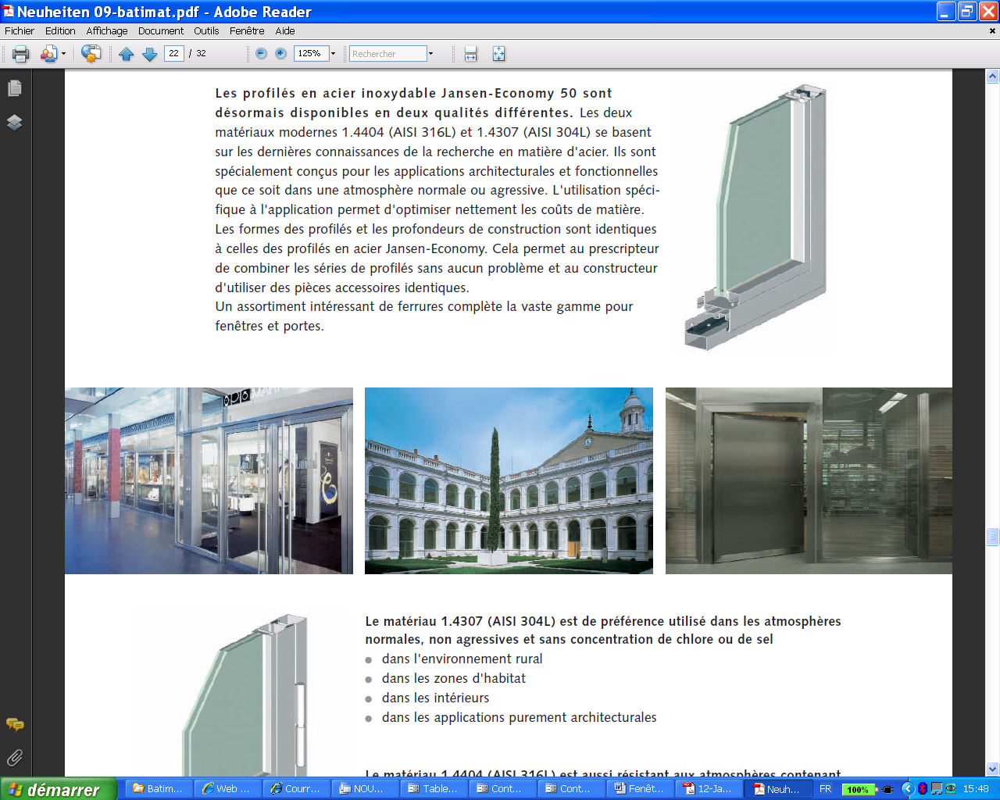 Neuheiten 09-batimat.pdf - Adobe Reader
Fichier Edition Affichage Document Outils Fenêtre Aide
22 / 32 125% Rechercher
Les profilés en acier inoxydable Jansen-Economy 50 sont
désormais disponibles en deux qualités différentes. Les deux
matériaux modernes 1.4404 (AISI 316L) et 1.4307 (AISI 304L) se basent
sur les dernières connaissances de la recherche en matière d'acier. Ils sont
spécialement conçus pour les applications architecturales et fonctionnelles
que ce soit dans une atmosphère normale ou agressive. L'utilisation spéci-
fique à l'application permet d'optimiser nettement les coûts de matière.
Les formes des profilés et les profondeurs de construction sont identiques
à celles des profilés en acier Jansen-Economy. Cela permet au prescripteur
de combiner les séries de profilés sans aucun problème et au constructeur
d'utiliser des pièces accessoires identiques.
Un assortiment intéressant de ferrures complète la vaste gamme pour
fenêtres et portes.
Le matériau 1.4307 (AISI 304L) est de préférence utilisé dans les atmosphères
normales, non agressives et sans concentration de chlore ou de sel
● dans l'environnement rural
● dans les zones d'habitat
● dans les intérieurs
● dans les applications purement architecturales
Le matériau 1.4404 (AISI 316L) est aussi résistant aux atmosphères contenant
démarrer Batim... Web ... Courr... NOU... Table... Cont... Cont... Fenêt... 12-Ja... Neuh... FR 100% 15:48